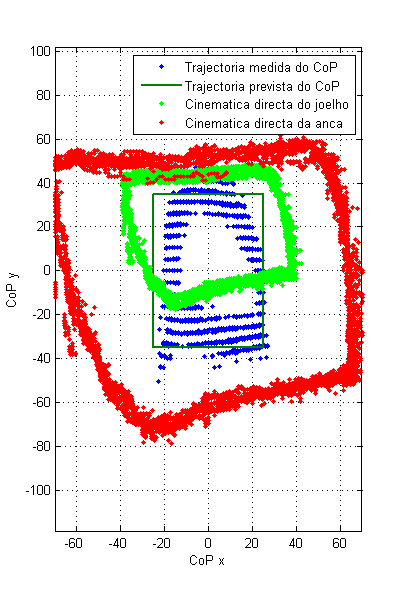 Trajectoria medida do CoP
Trajectoria prevista do CoP
Cinematica directa do joelho
Cinematica directa da anca
100
80
60
40
20
0
-20
-40
-60
-80
-100
CoP y
-60 -40 -20 0 20 40 60
CoP x